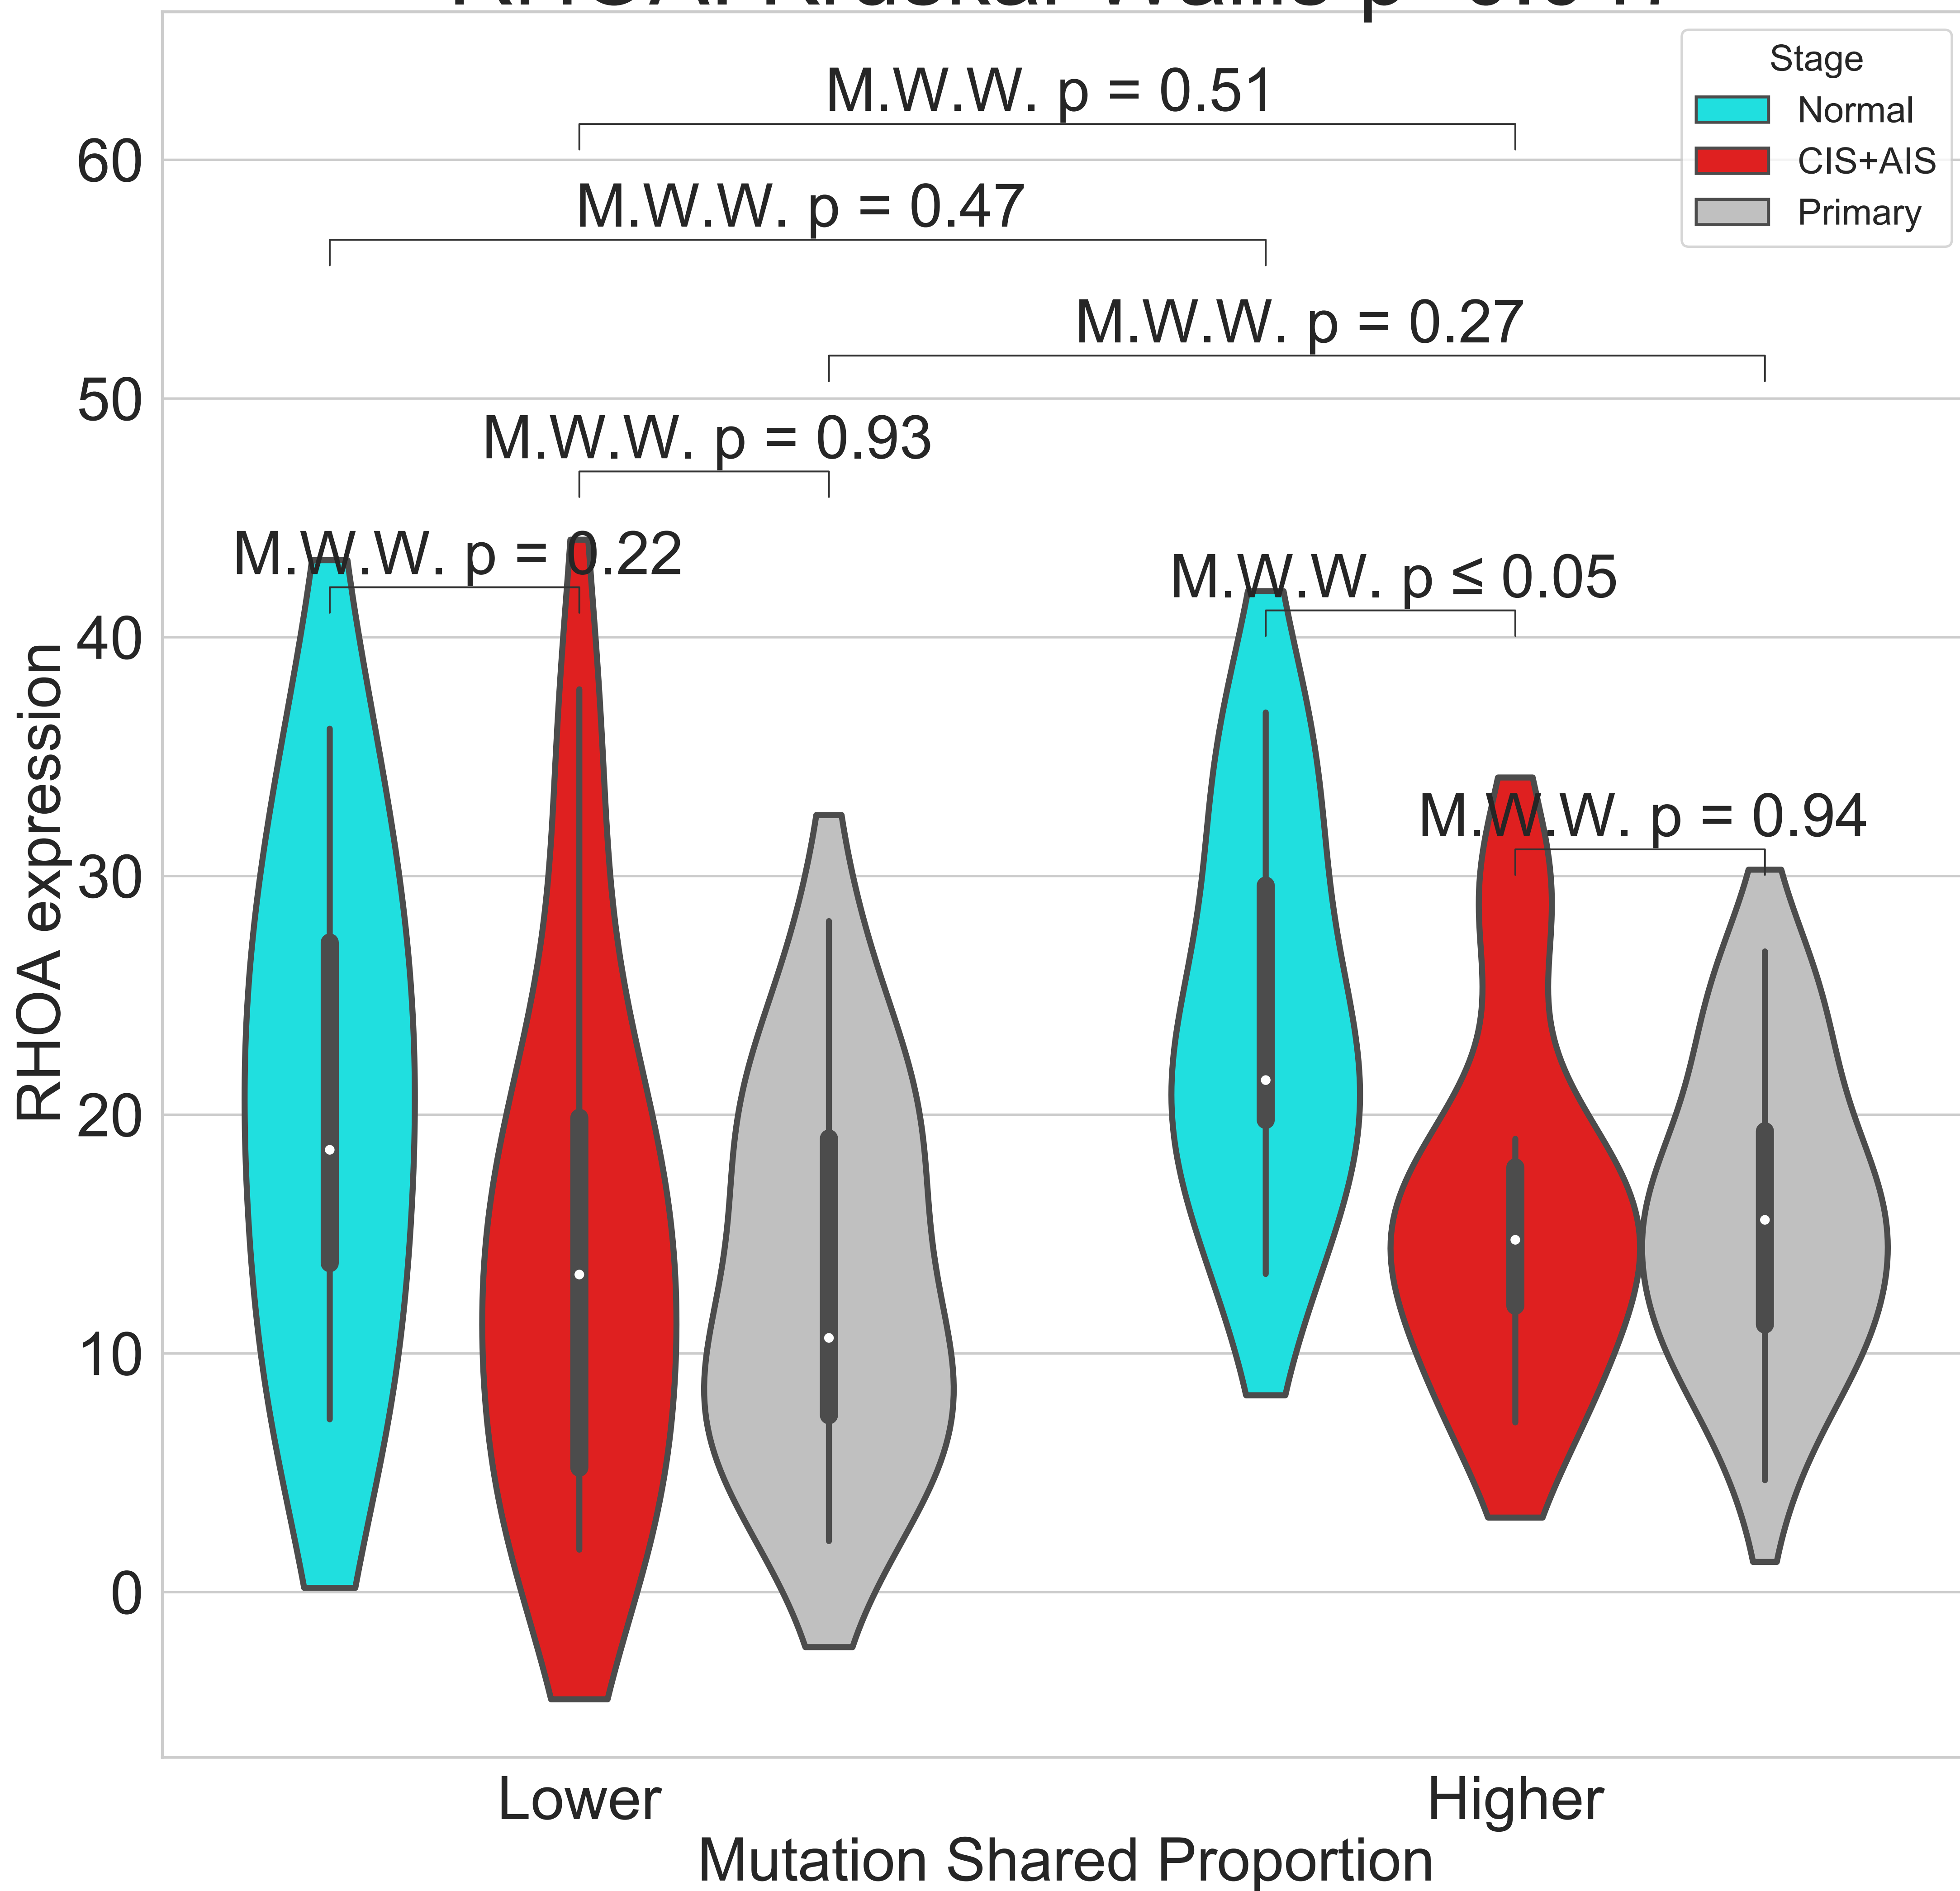 Stage
Normal
CIS+AIS
Primary
M.W.W. p = 0.51
M.W.W. p = 0.47
M.W.W. p = 0.27
M.W.W. p = 0.93
M.W.W. p = 0.22
M.W.W. p ≤ 0.05
M.W.W. p = 0.94
RHOA expression
60
50
40
30
20
10
0
Lower
Higher
Mutation Shared Proportion